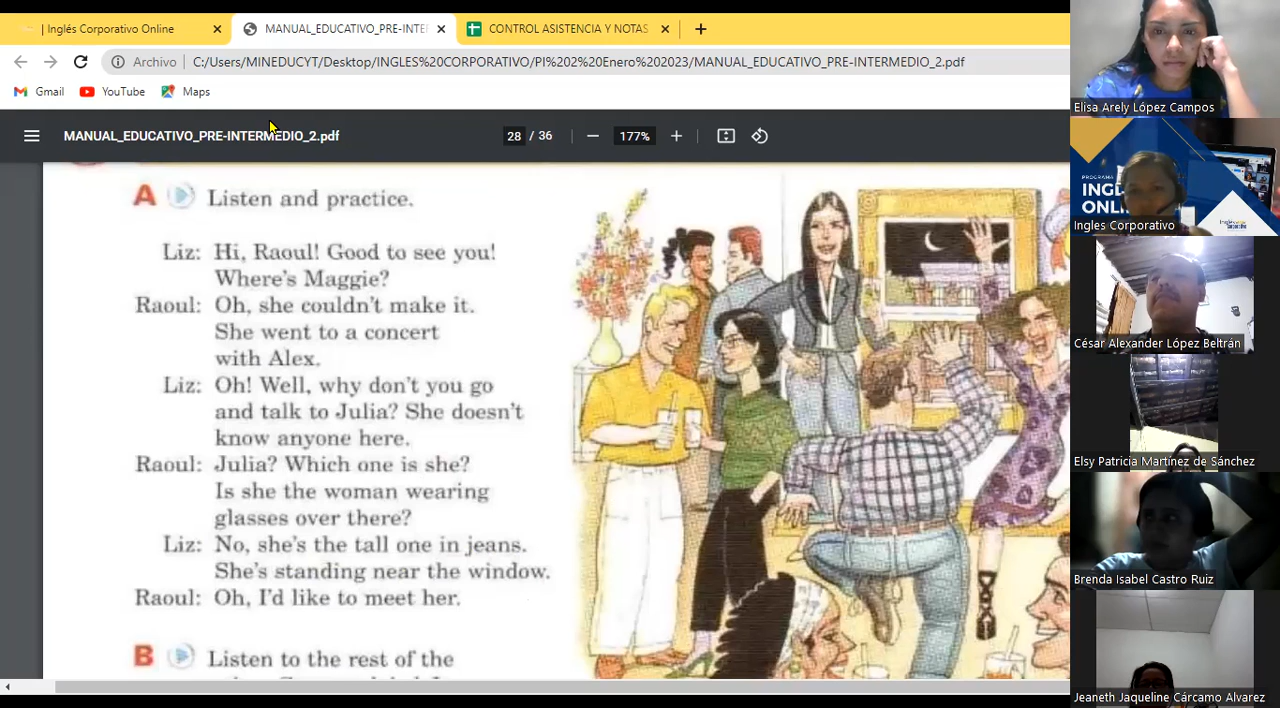 | Inglés Corporativo Online
MANUAL_EDUCATIVO_PRE-INTER
CONTROL ASISTENCIA Y NOTAS
Archivo
C:/Users/MINEDUCYT/Desktop/INGLES%20CORPORATIVO/PI%202%20Enero%202023/MANUAL_EDUCATIVO_PRE-INTERMEDIO_2.pdf
Gmail
YouTube
Maps
MANUAL_EDUCATIVO_PRE-INTERMEDIO_2.pdf
28 / 36
177%
A Listen and practice.
Liz: Hi, Raoul! Good to see you!
Where's Maggie?
Raoul: Oh, she couldn't make it.
She went to a concert
with Alex.
Liz: Oh! Well, why don't you go
and talk to Julia? She doesn't
know anyone here.
Raoul: Julia? Which one is she?
Is she the woman wearing
glasses over there?
Liz: No, she's the tall one in jeans.
She's standing near the window.
Raoul: Oh, I'd like to meet her.
B Listen to the rest of the
Elisa Arely López Campos
PROGRAMA
ING
ONL
Inglés
Corporativo
Ingles Corporativo
César Alexander López Beltrán
Elsy Patricia Martínez de Sánchez
Brenda Isabel Castro Ruiz
Jeaneth Jaqueline Cárcamo Alvarez